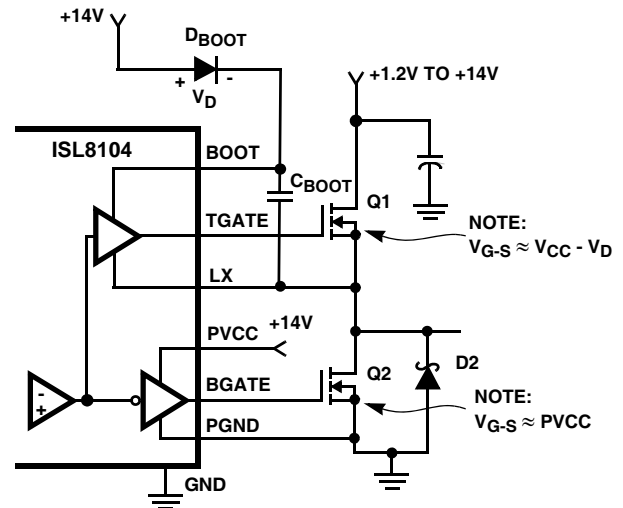 +14V
DBOOT
+ -
VD
+1.2V TO +14V
ISL8104
BOOT
CBOOT
Q1
TGATE
NOTE:
VG-S ≈ VCC - VD
LX
PVCC
+14V
D2
Q2
BGATE
NOTE:
VG-S ≈ PVCC
-
+
PGND
GND